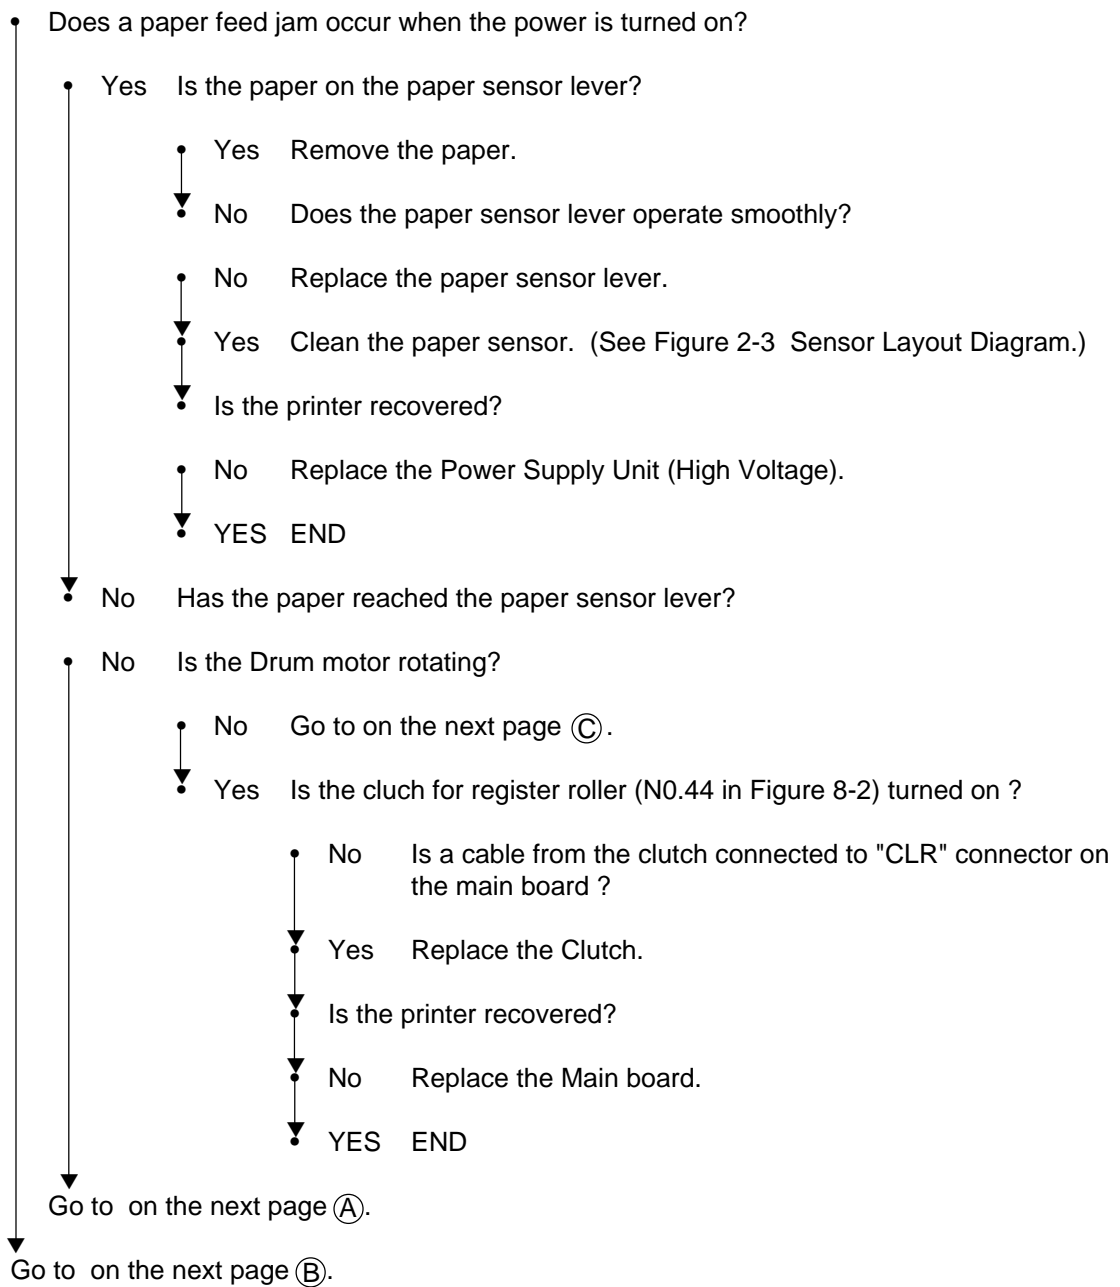 Does a paper feed jam occur when the power is turned on?
Yes Is the paper on the paper sensor lever?
Yes Remove the paper.
No Does the paper sensor lever operate smoothly?
No Replace the paper sensor lever.
Yes Clean the paper sensor. (See Figure 2-3 Sensor Layout Diagram.)
Is the printer recovered?
No Replace the Power Supply Unit (High Voltage).
YES END
No Has the paper reached the paper sensor lever?
No Is the Drum motor rotating?
No Go to on the next page Ⓒ.
Yes Is the cluch for register roller (N0.44 in Figure 8-2) turned on ?
No Is a cable from the clutch connected to "CLR" connector on
the main board ?
Yes Replace the Clutch.
Is the printer recovered?
No Replace the Main board.
YES END
Go to on the next page Ⓐ.
Go to on the next page Ⓑ.